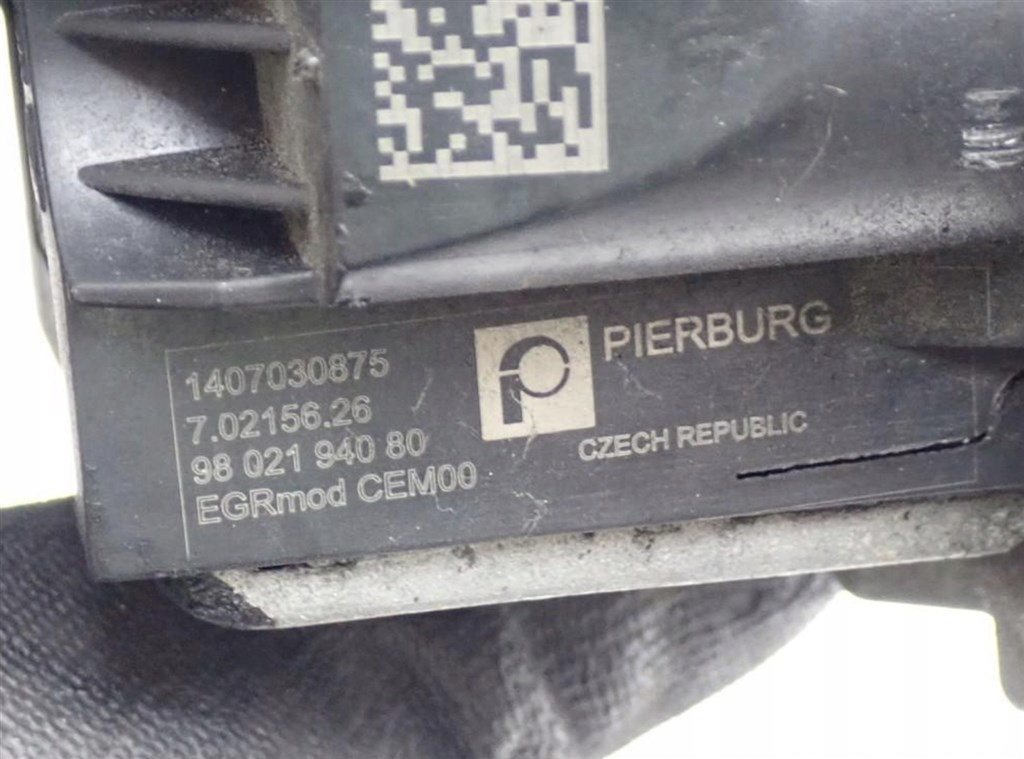 1407030875
7.02156.26
98 021 940 80
EGRmod CEM00
PIERBURG
CZECH REPUBLIC